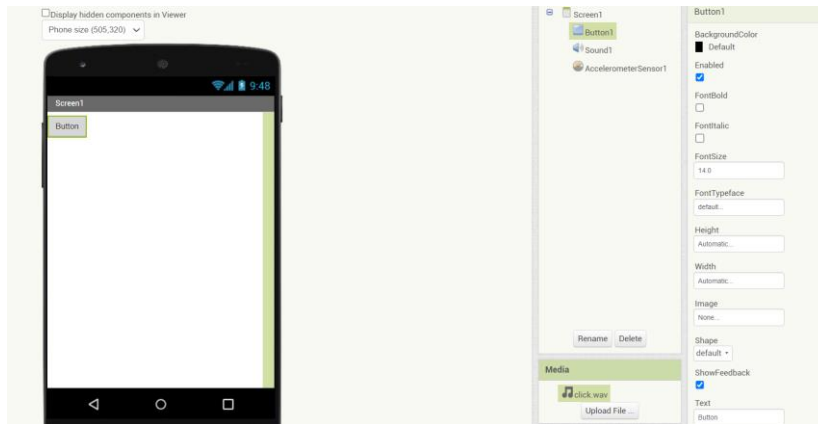 Display hidden components in Viewer
Phone size (505,320)
9:48
Screen1
Button
Screen1
Button1
Sound1
AccelerometerSensor1
Rename Delete
Media
click.wav
Upload File ...
Button1
BackgroundColor
Default
Enabled
FontBold
FontItalic
FontSize
14.0
FontTypeface
default...
Height
Automatic...
Width
Automatic...
Image
None...
Shape
default
ShowFeedback
Text
Button